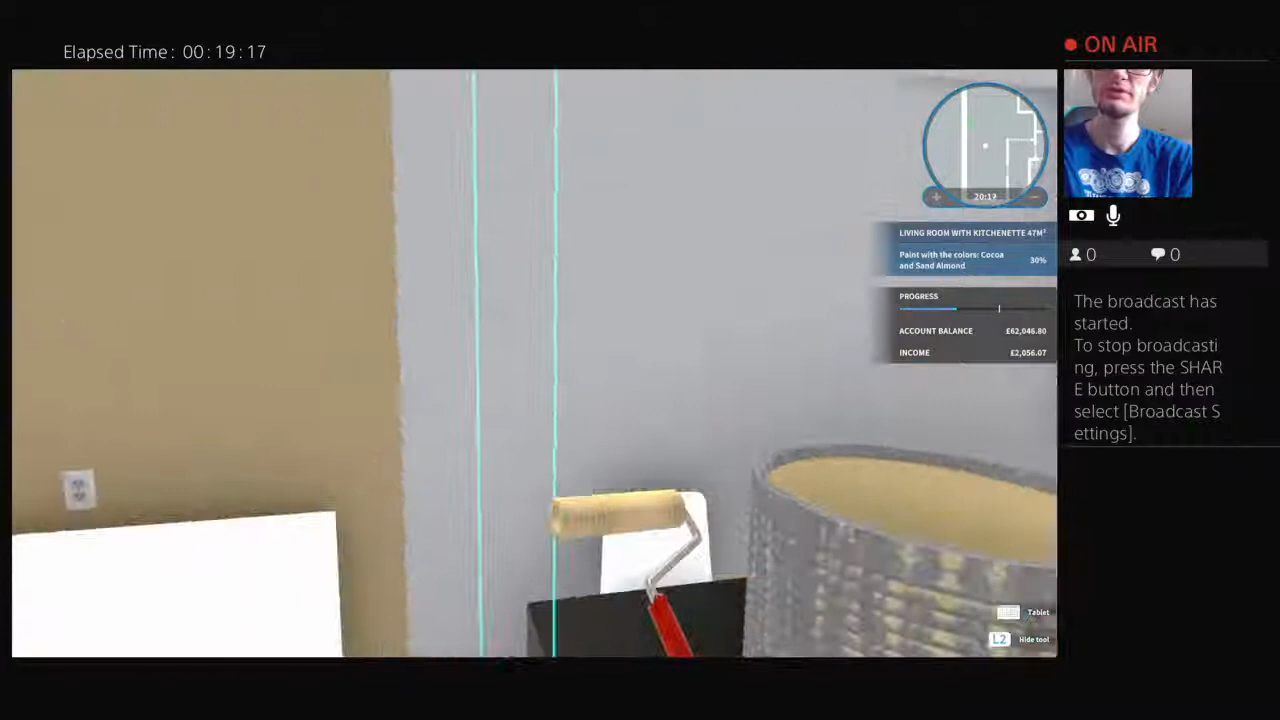 Elapsed Time: 00:19:17
ON AIR
20:12
LIVING ROOM WITH KITCHENETTE 47M²
Paint with the colors: Cocoa
and Sand Almond
30%
PROGRESS
ACCOUNT BALANCE £62,046.80
INCOME £2,056.07
0 0
The broadcast has
started.
To stop broadcasti
ng, press the SHAR
E button and then
select [Broadcast S
ettings].
Tablet
L2 Hide tool